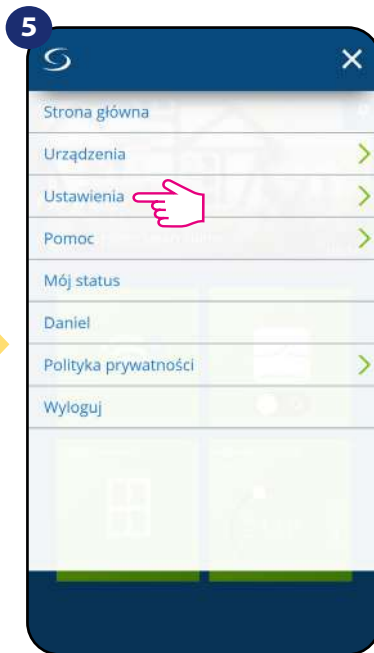 5
Strona główna
Urządzenia
Ustawienia
Pomoc
Mój status
Daniel
Polityka prywatności
Wyloguj